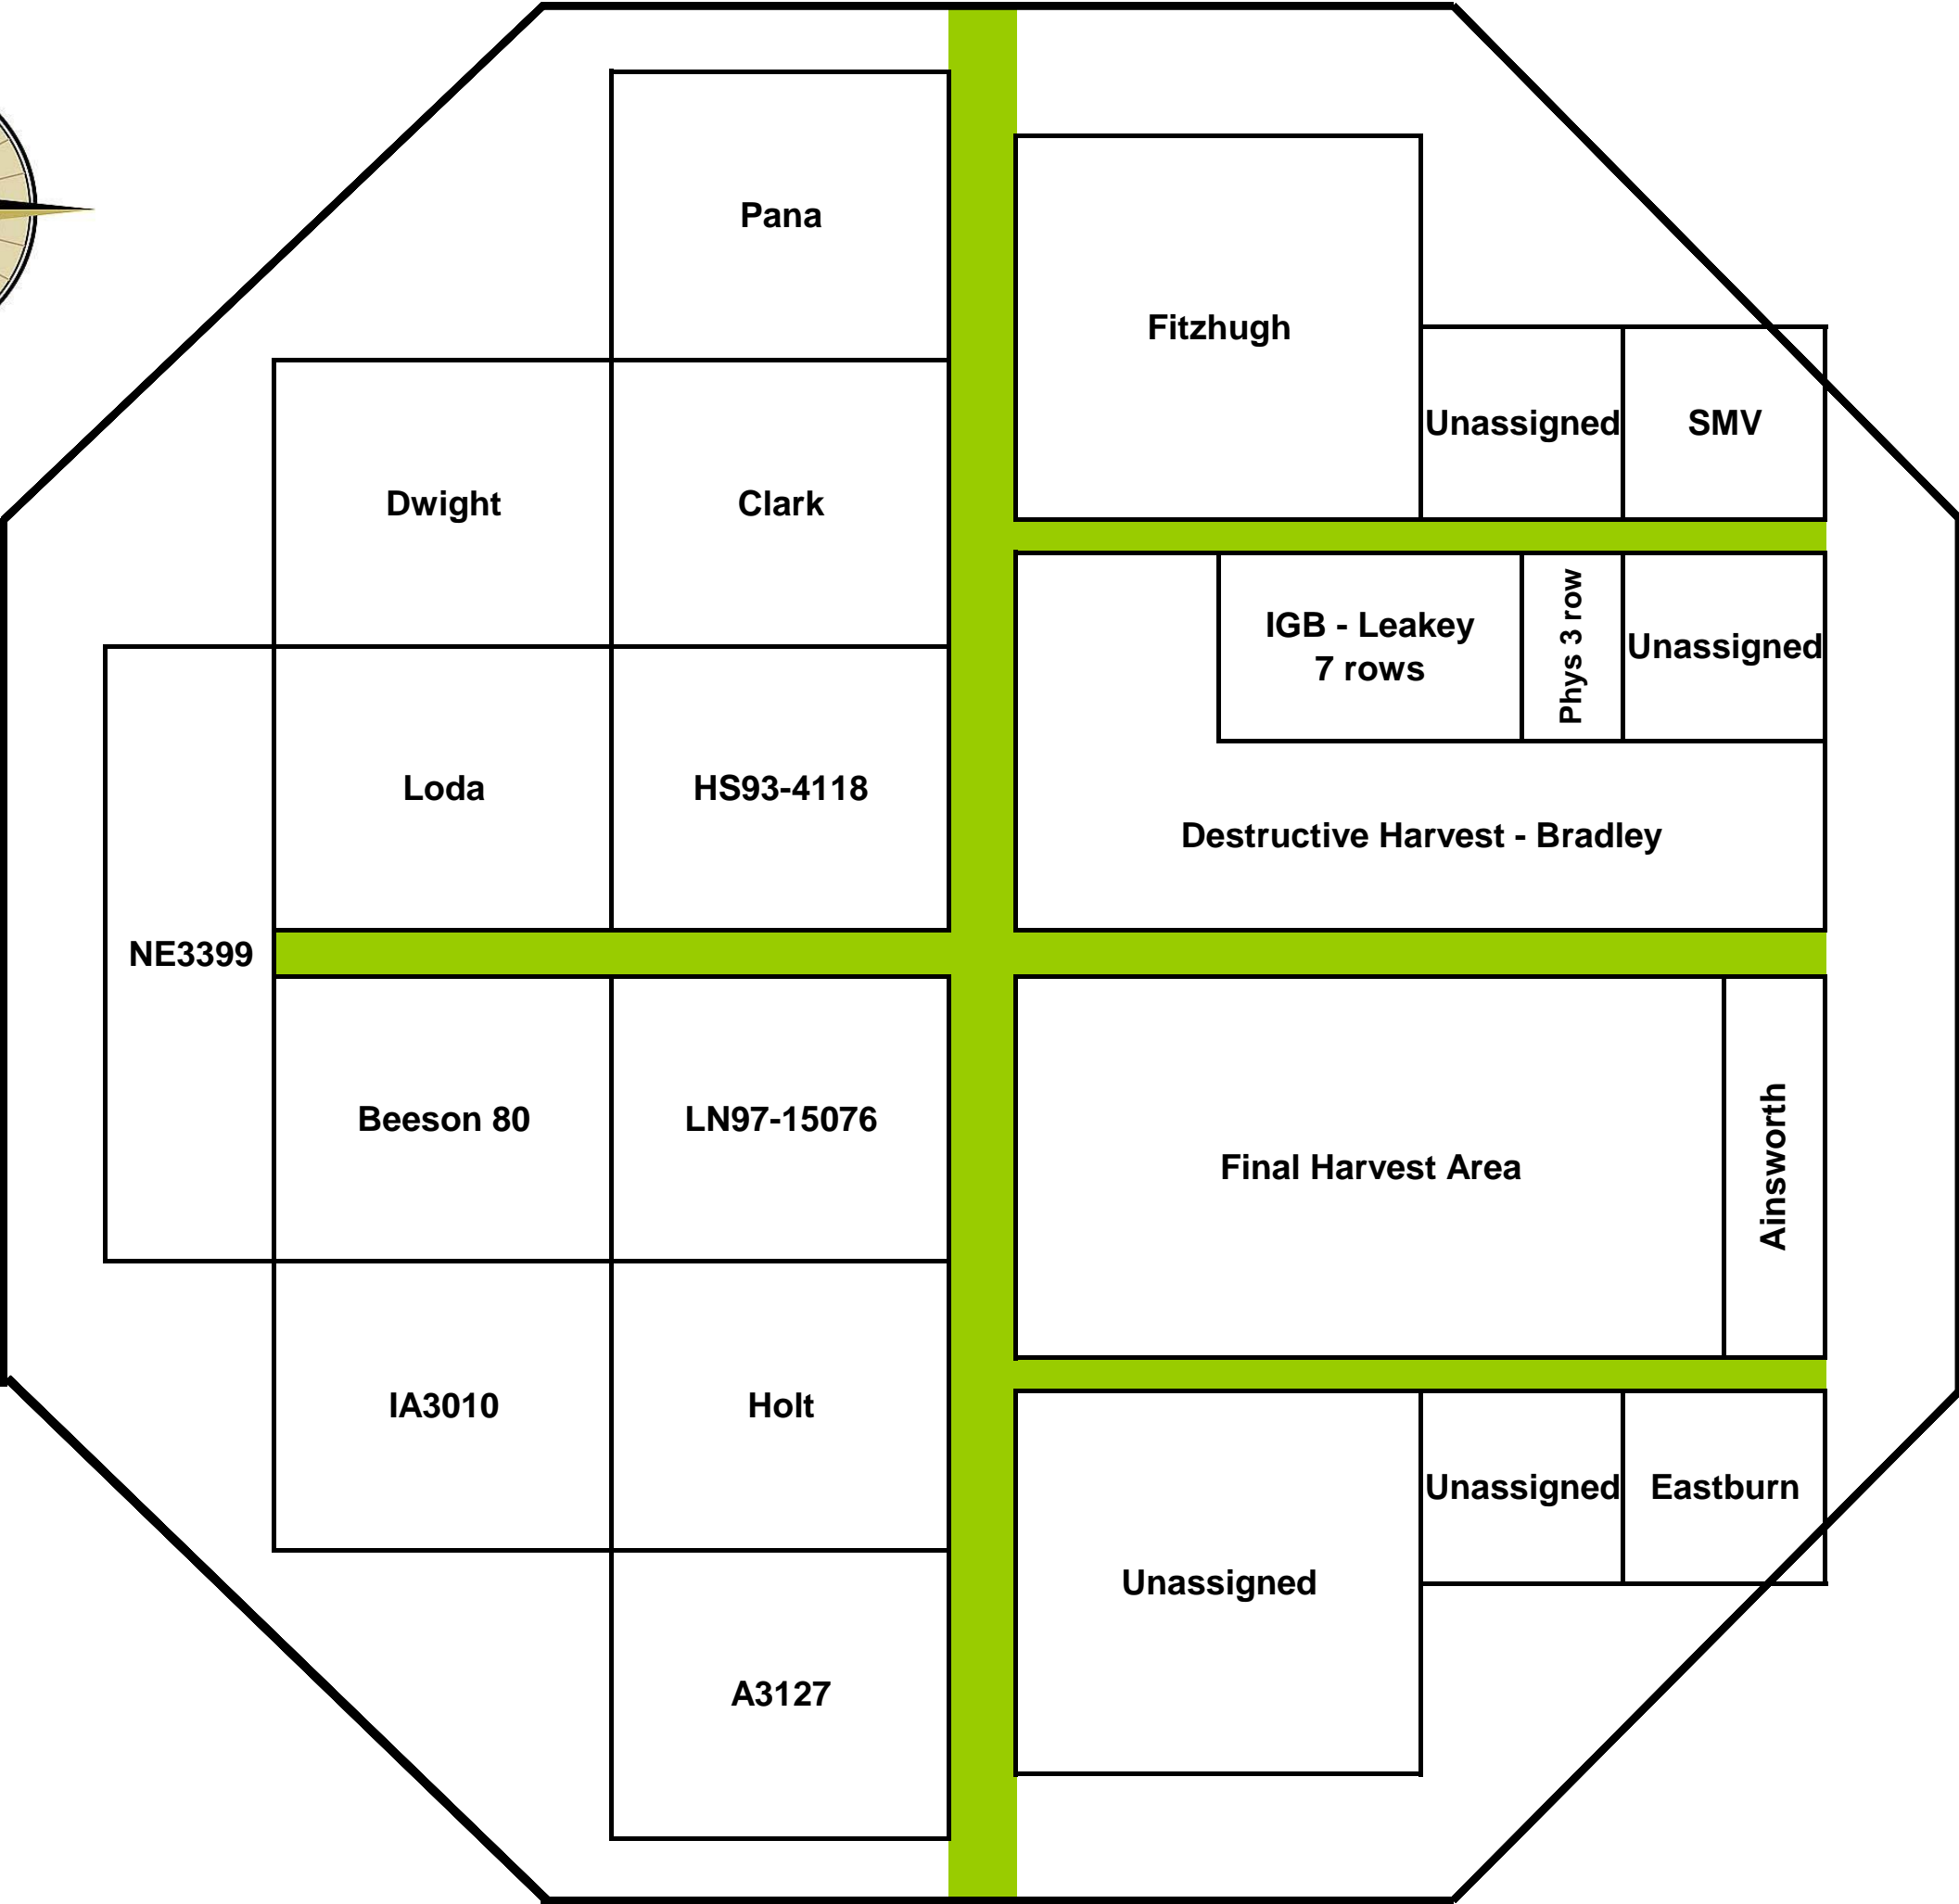 Pana
Fitzhugh
Unassigned
SMV
Dwight
Clark
IGB - Leakey
7 rows
Phys 3 row
Unassigned
Loda
HS93-4118
Destructive Harvest - Bradley
NE3399
Beeson 80
LN97-15076
Final Harvest Area
Ainsworth
IA3010
Holt
Unassigned
Eastburn
Unassigned
A3127